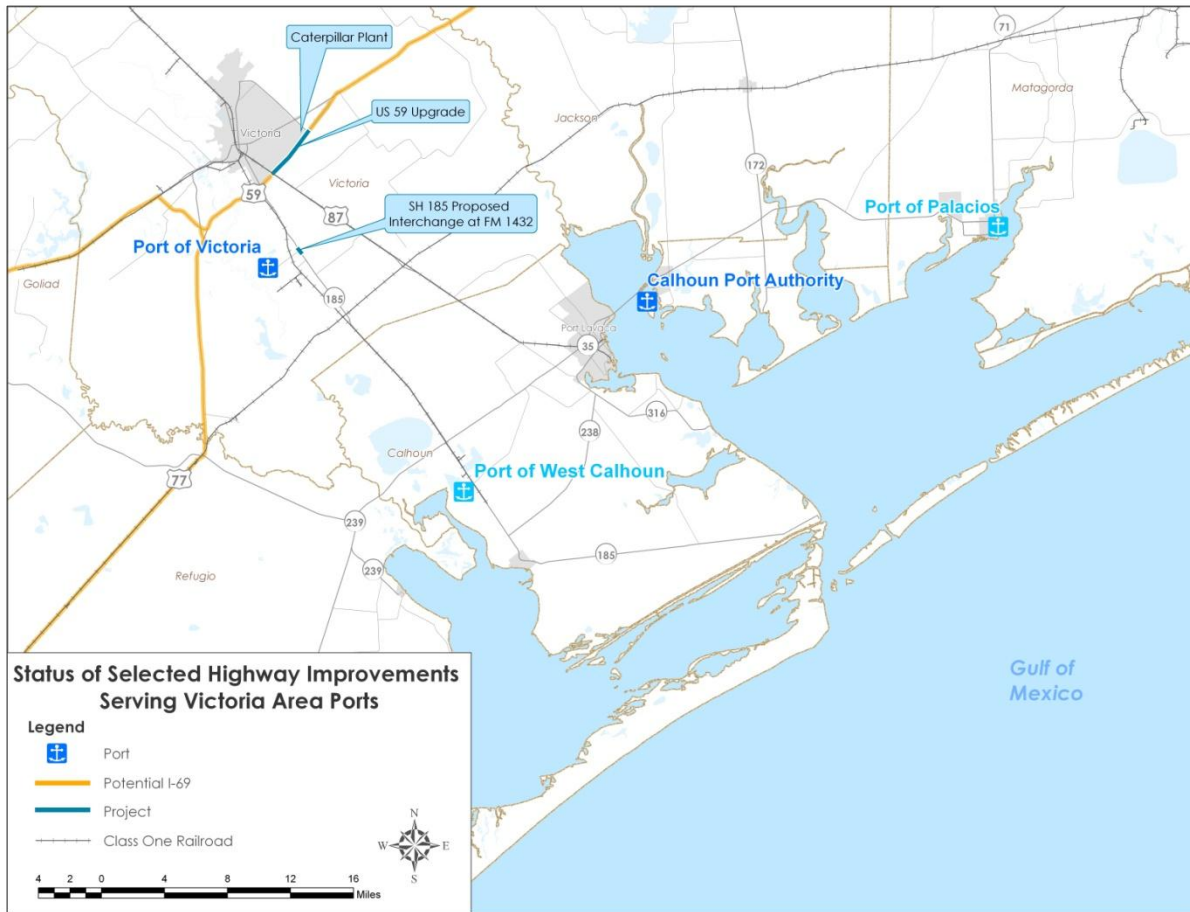 Caterpillar Plant
71
Matagorda
US 59 Upgrade
Victoria
Jackson
172
Victoria
59
SH 185 Proposed
Interchange at FM 1432
87
Port of Palacios
Port of Victoria
Goliad
Calhoun Port Authority
185
Port Lavaca
35
316
238
Calhoun
Port of West Calhoun
77
239
185
239
Refugio
Gulf of
Mexico
Status of Selected Highway Improvements
Serving Victoria Area Ports
Legend
Port
Potential I-69
Project
Class One Railroad
N
W E
S
4 2 0 4 8 12 16
Miles